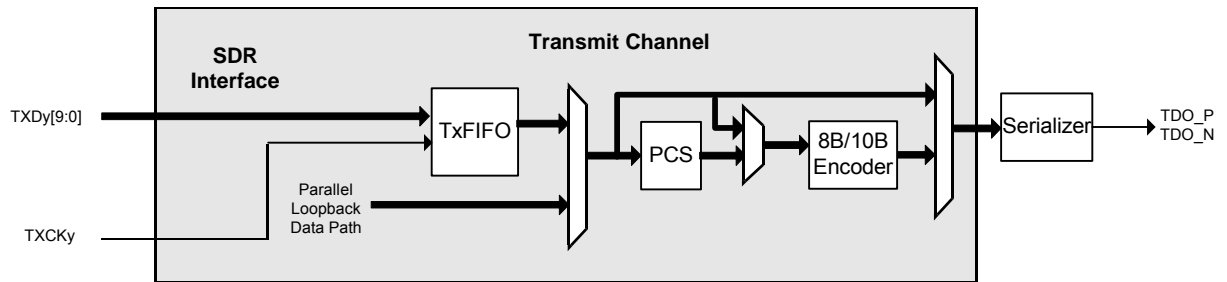 Transmit Channel
SDR
Interface
TXDy[9:0]
TxFIFO
PCS
8B/10B
Encoder
Serializer
TDO_P
TDO_N
Parallel
Loopback
Data Path
TXCKy